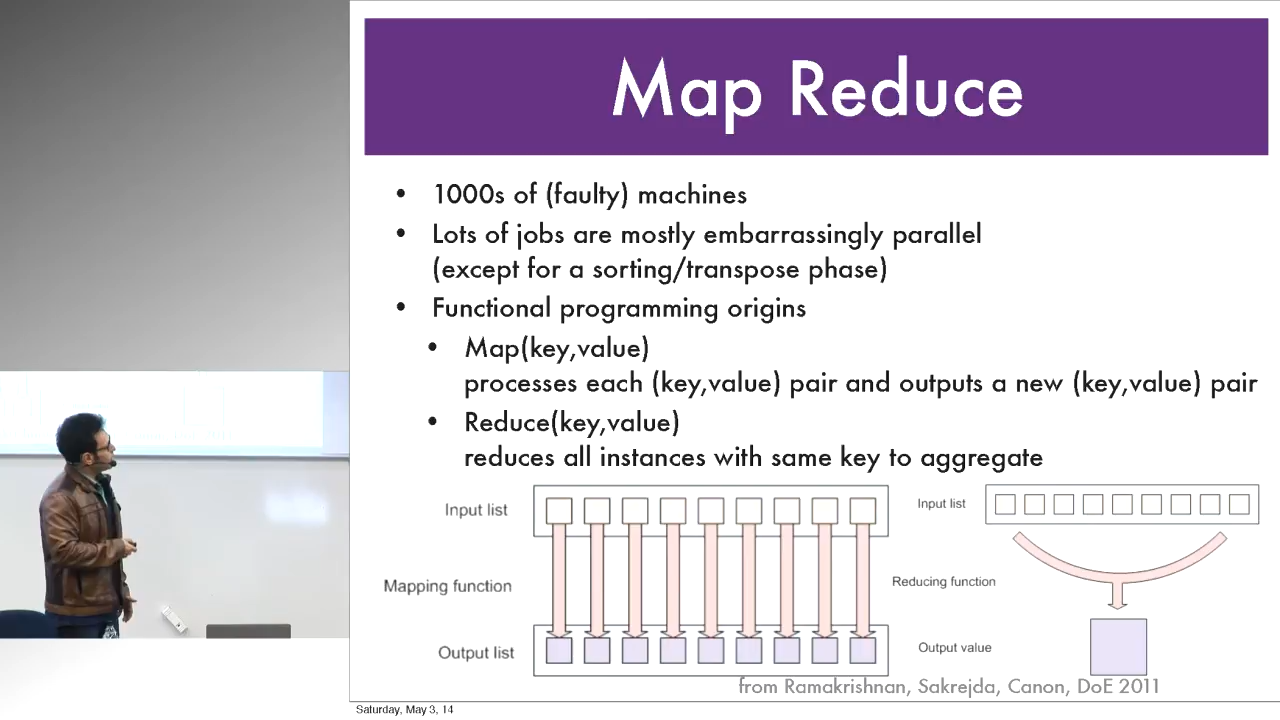 Map Reduce
• 1000s of (faulty) machines
• Lots of jobs are mostly embarrassingly parallel
(except for a sorting/transpose phase)
• Functional programming origins
• Map(key,value)
processes each (key,value) pair and outputs a new (key,value) pair
• Reduce(key,value)
reduces all instances with same key to aggregate
Input list
Mapping function
Output list
Input list
Reducing function
Output value
from Ramakrishnan, Sakrejda, Canon, DoE 2011
Saturday, May 3, 14